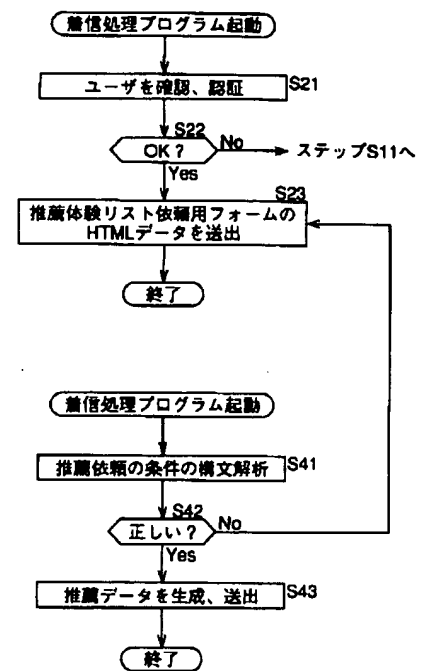 着信処理プログラム起動
ユーザを確認、認証
S21
S22
OK?
No
ステップS11へ
Yes
S23
推薦体験リスト依頼用フォームの
HTMLデータを送出
終了
着信処理プログラム起動
推薦依頼の条件の構文解析
S41
S42
正しい?
No
Yes
推薦データを生成、送出
S43
終了